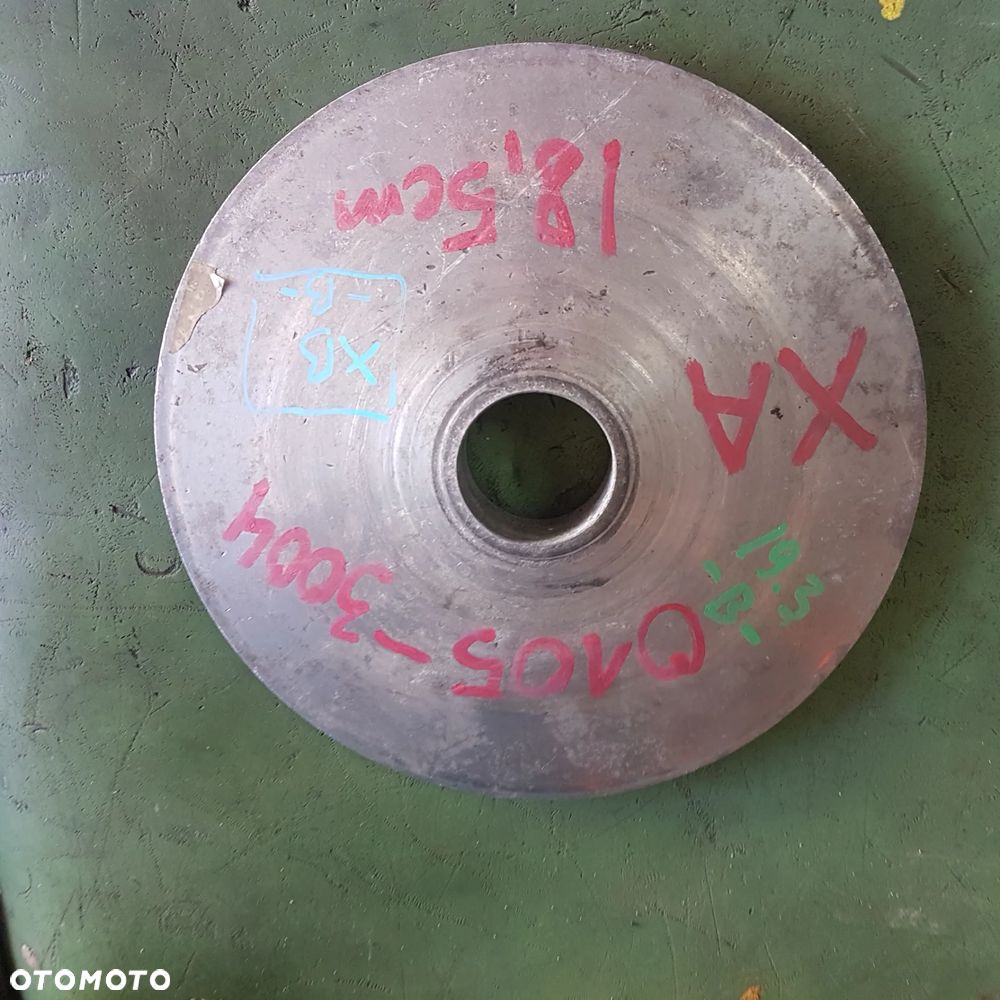 18,5cm
-B-
XB
XA
19.3
-B-
0105-3004
OTOMOTO